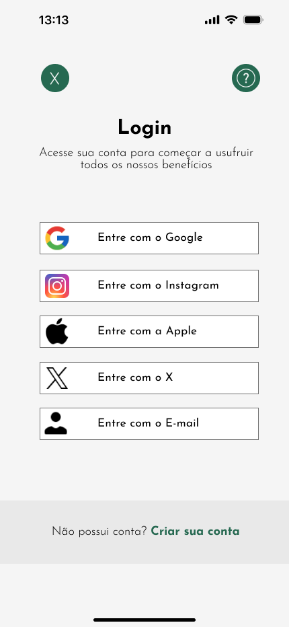 13:13
X
?
Login
Acesse sua conta para começar a usufruir
todos os nossos benefícios
Entre com o Google
Entre com o Instagram
Entre com a Apple
Entre com o X
Entre com o E-mail
Não possui conta? Criar sua conta